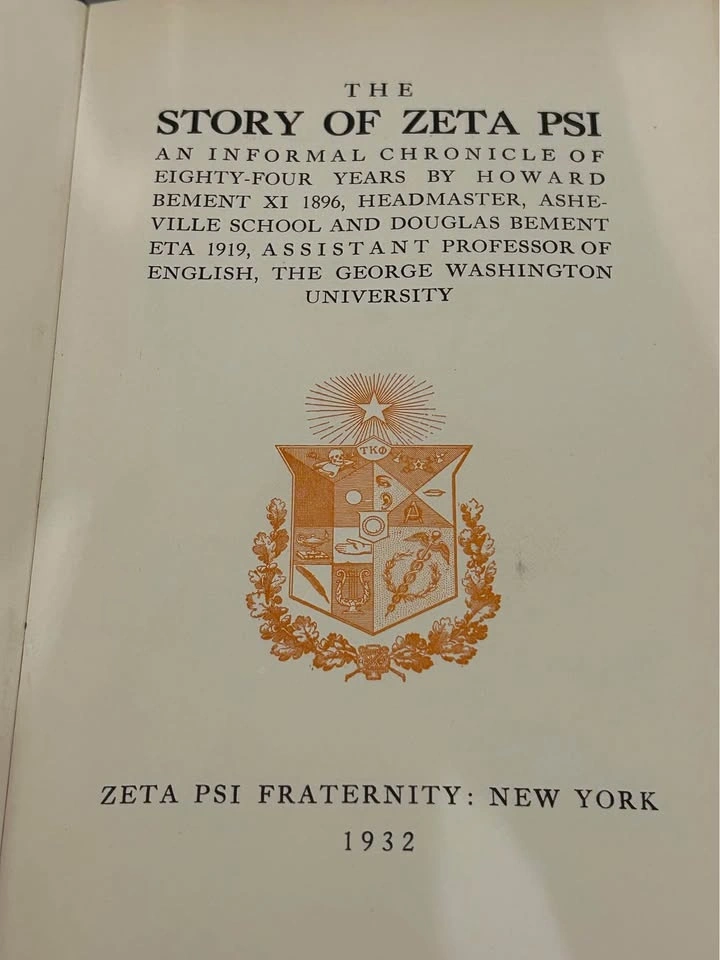 THE
STORY OF ZETA PSI
AN INFORMAL CHRONICLE OF
EIGHTY-FOUR YEARS BY HOWARD
BEMENT XI 1896, HEADMASTER, ASHE-
VILLE SCHOOL AND DOUGLAS BEMENT
ETA 1919, ASSISTANT PROFESSOR OF
ENGLISH, THE GEORGE WASHINGTON
UNIVERSITY
ΤΚΦ
ZETA PSI FRATERNITY: NEW YORK
1932